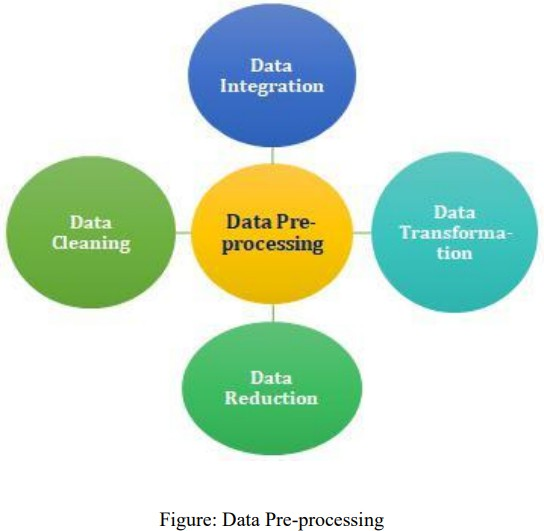 Data
Integration
Data
Cleaning
Data Pre-
processing
Data
Transforma-
tion
Data
Reduction
Figure: Data Pre-processing